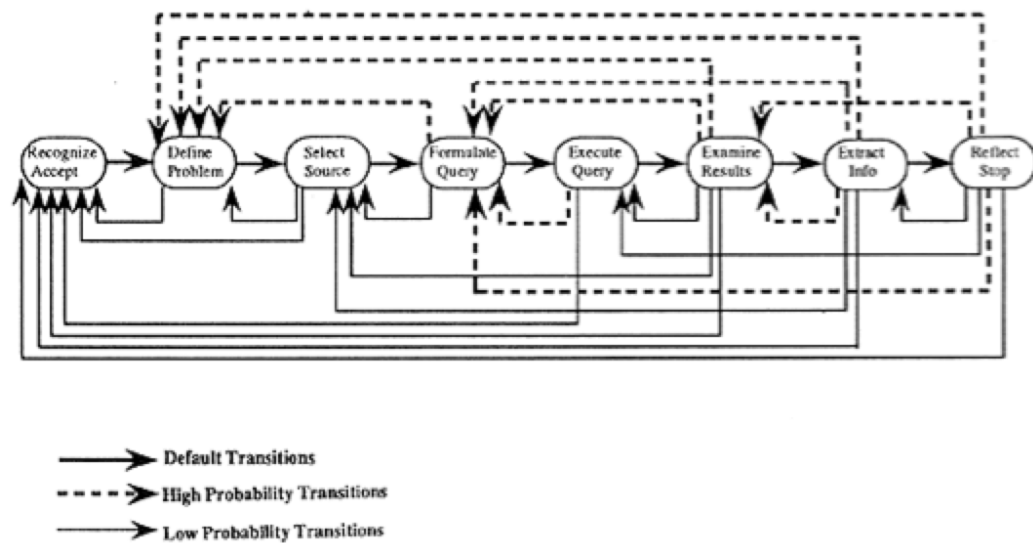 Recognize
Accept
Define
Problem
Select
Source
Formulate
Query
Execute
Query
Examine
Results
Extract
Info
Reflect
Stop
Default Transitions
High Probability Transitions
Low Probability Transitions